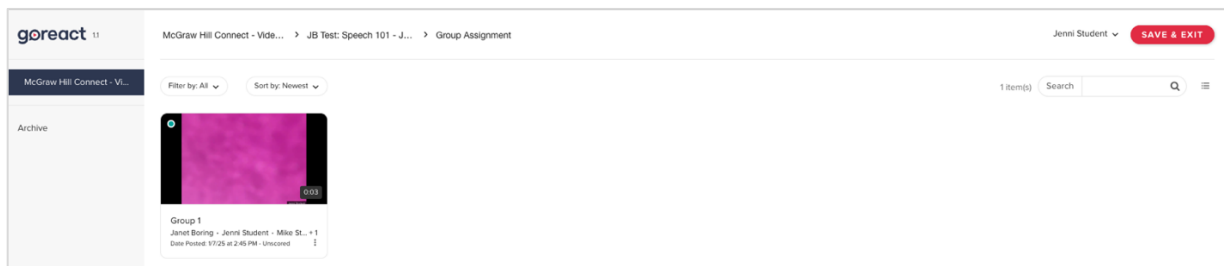 goreact 1.1
McGraw Hill Connect - Vide... > JB Test: Speech 101 - J... > Group Assignment
Jenni Student
SAVE & EXIT
McGraw Hill Connect - Vi...
Archive
Filter by: All
Sort by: Newest
1 item(s)
Search
0:03
Group 1
Janet Boring - Jenni Student - Mike St... + 1
Date Posted: 1/7/25 at 2:45 PM - Unscored